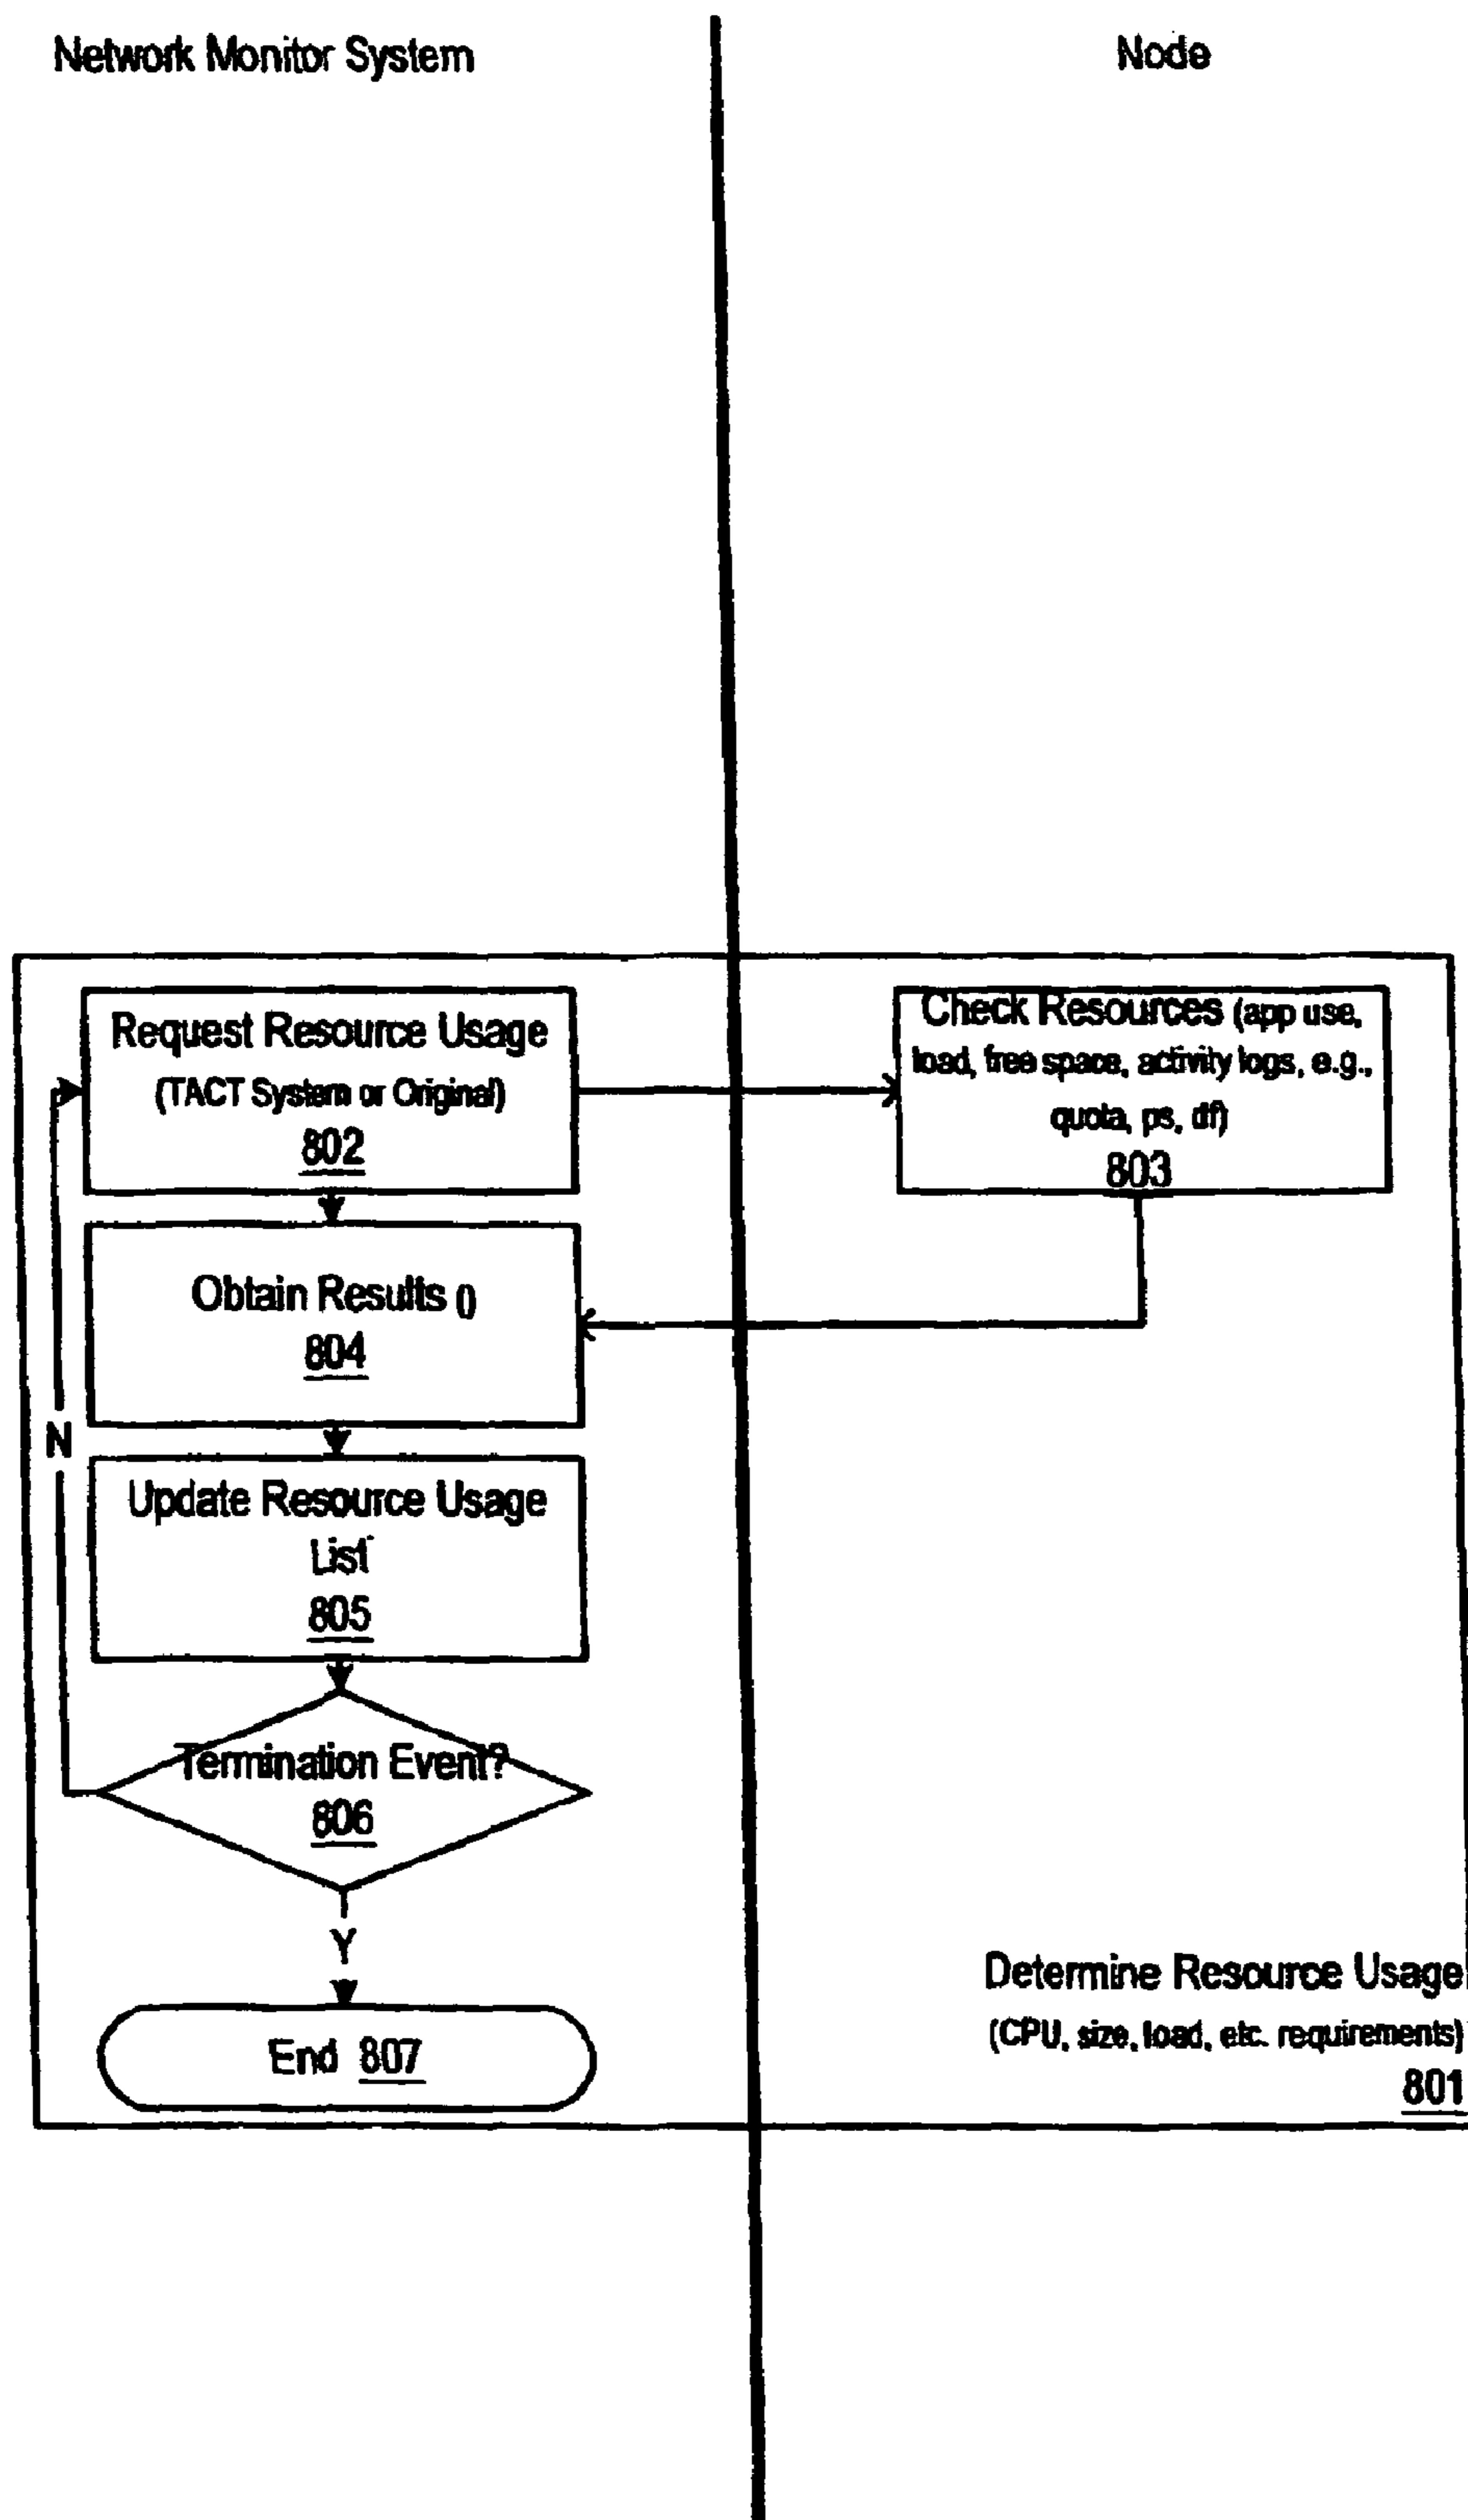 Network Monitor System
Node
Request Resource Usage
(TACT System or Original)
802
Check Resources (app use,
load, free space, activity logs, e.g.,
quota, ps, df)
803
Obtain Results ()
804
N
Update Resource Usage
List
805
Termination Event?
806
Y
End 807
Determine Resource Usage
(CPU, size, load, etc. requirements)
801